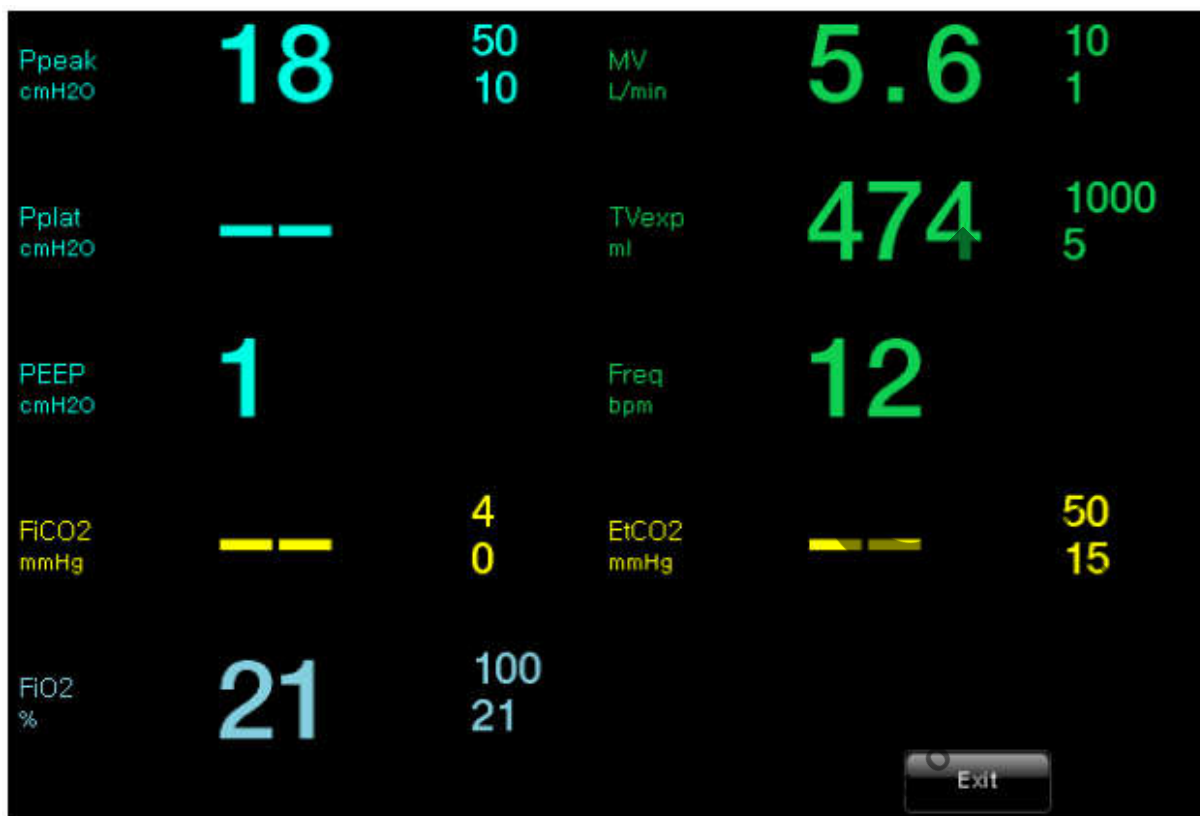 Ppeak 18 50 MV 5.6 10
cmH2O 10 L/min 1
Pplat -- TVexp 474 1000
cmH2O ml 5
PEEP 1 Freq 12
cmH2O bpm
FiCO2 -- 4 EtCO2 -- 50
mmHg 0 mmHg 15
FiO2 21 100
% 21
Exit